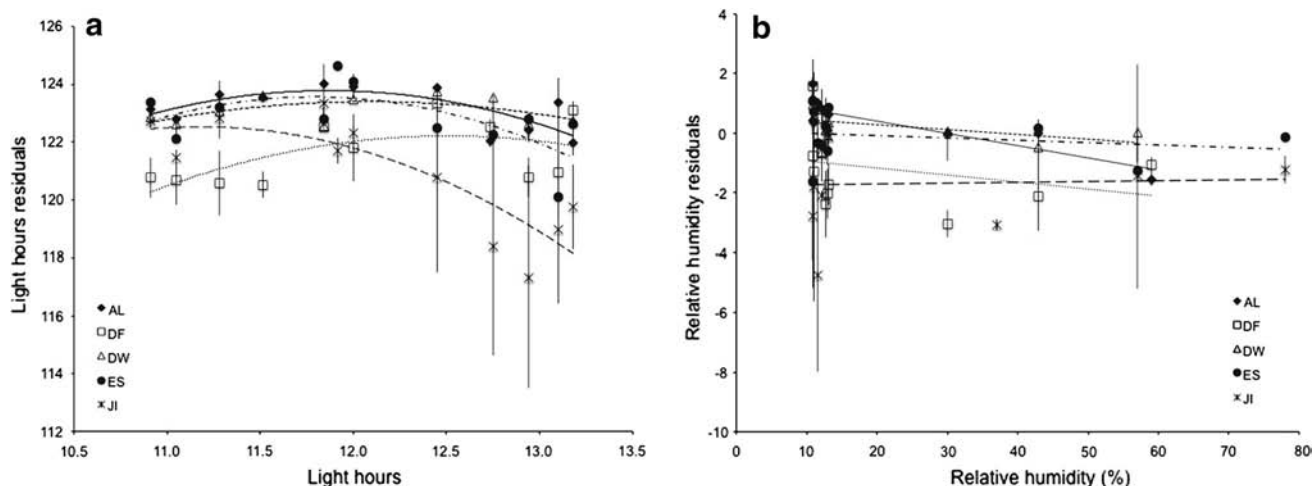 a
Light hours residuals
126
124
122
120
118
116
114
112
10.5
11.0
11.5
12.0
12.5
13.0
13.5
Light hours
AL
DF
DW
ES
JI
b
Relative humidity residuals
4
2
0
-2
-4
-6
-8
-10
0
10
20
30
40
50
60
70
80
Relative humidity (%)
AL
DF
DW
ES
JI